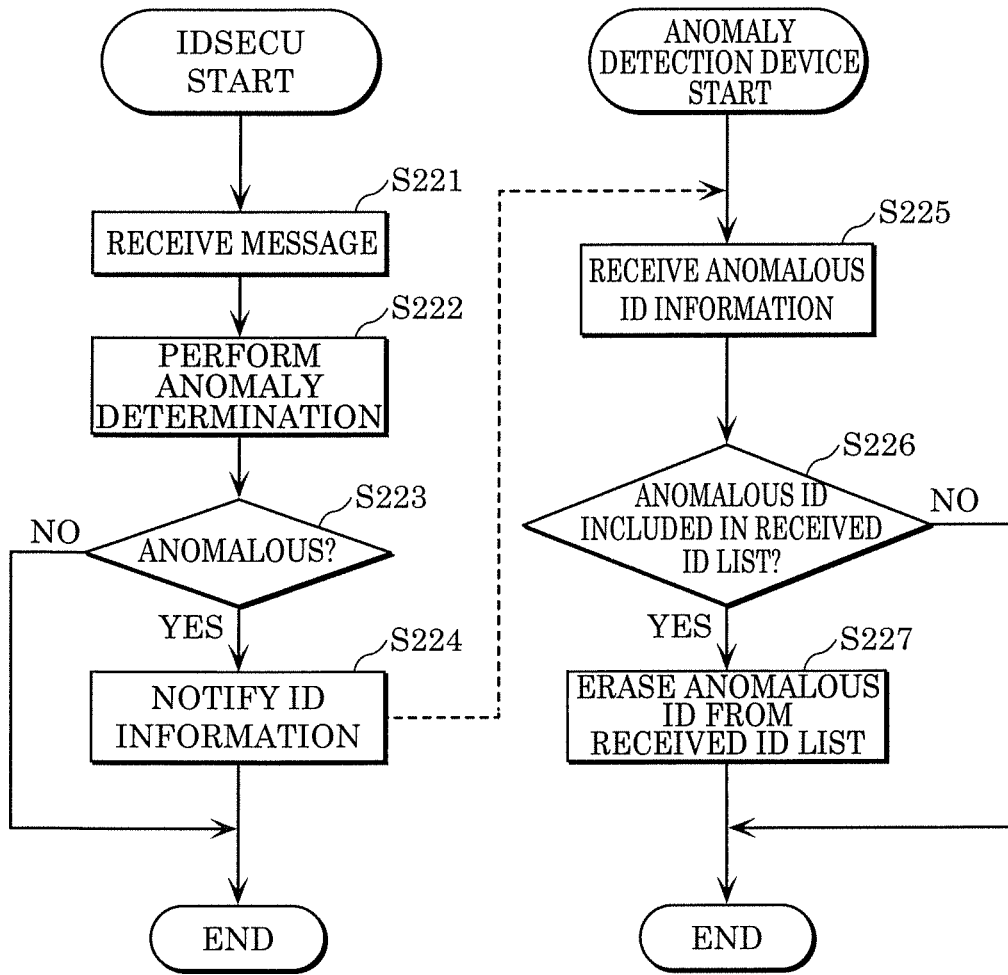 IDSECU
START
S221
RECEIVE MESSAGE
S222
PERFORM
ANOMALY
DETERMINATION
S223
NO
ANOMALOUS?
YES
S224
NOTIFY ID
INFORMATION
END
ANOMALY
DETECTION DEVICE
START
S225
RECEIVE ANOMALOUS
ID INFORMATION
S226
ANOMALOUS ID
INCLUDED IN RECEIVED
ID LIST?
NO
YES
S227
ERASE ANOMALOUS
ID FROM
RECEIVED ID LIST
END